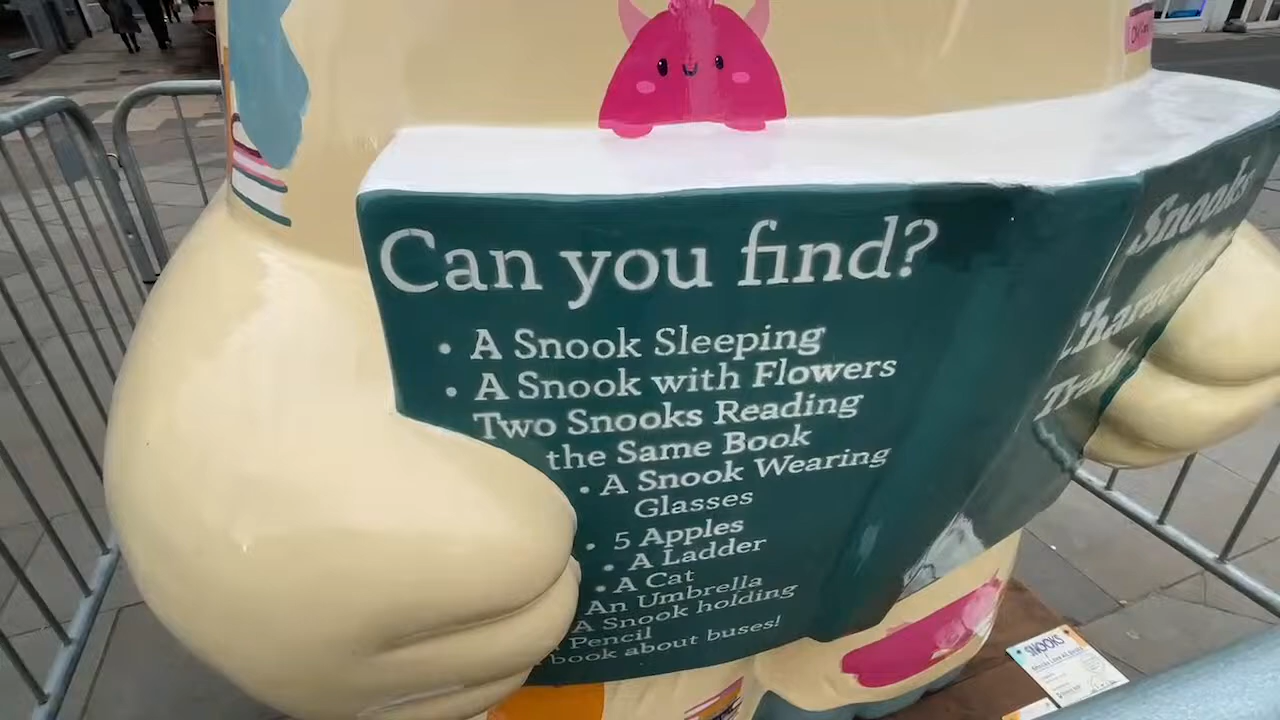 Can you find?
• A Snook Sleeping
• A Snook with Flowers
Two Snooks Reading
the Same Book
• A Snook Wearing
Glasses
• 5 Apples
• A Ladder
• A Cat
An Umbrella
A Snook holding
Pencil
book about buses!
Snooks
Character
Trail
SNOOKS